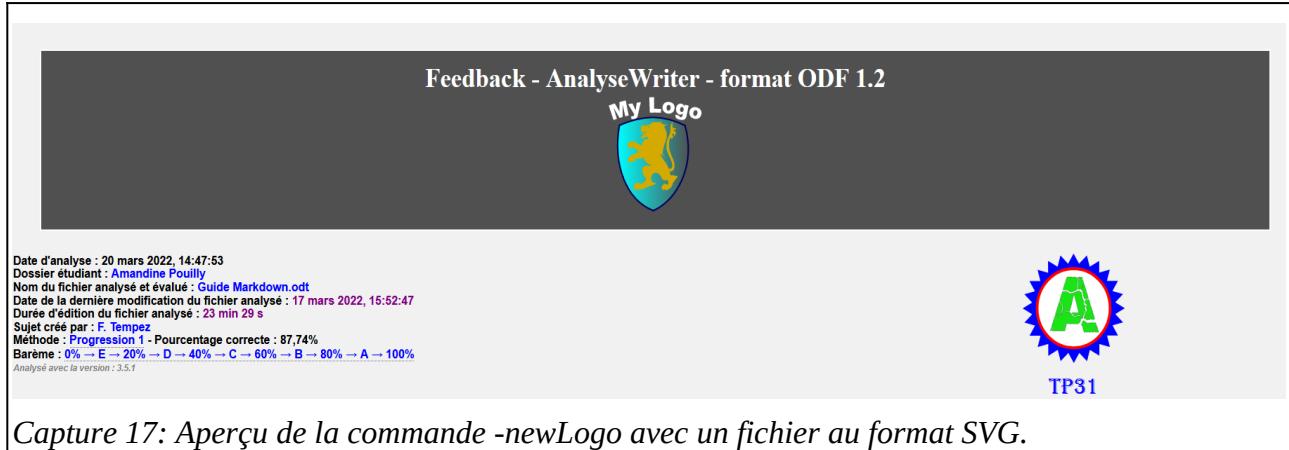 Feedback - AnalyseWriter - format ODF 1.2
My Logo
Date d'analyse : 20 mars 2022, 14:47:53
Dossier étudiant : Amandine Pouilly
Nom du fichier analysé et évalué : Guide Markdown.odt
Date de la dernière modification du fichier analysé : 17 mars 2022, 15:52:47
Durée d'édition du fichier analysé : 23 min 29 s
Sujet créé par : F. Tempez
Méthode : Progression 1 - Pourcentage correcte : 87,74%
Barème : 0% → E → 20% → D → 40% → C → 60% → B → 80% → A → 100%
Analysé avec la version : 3.5.1
A
TP31
Capture 17: Aperçu de la commande -newLogo avec un fichier au format SVG.